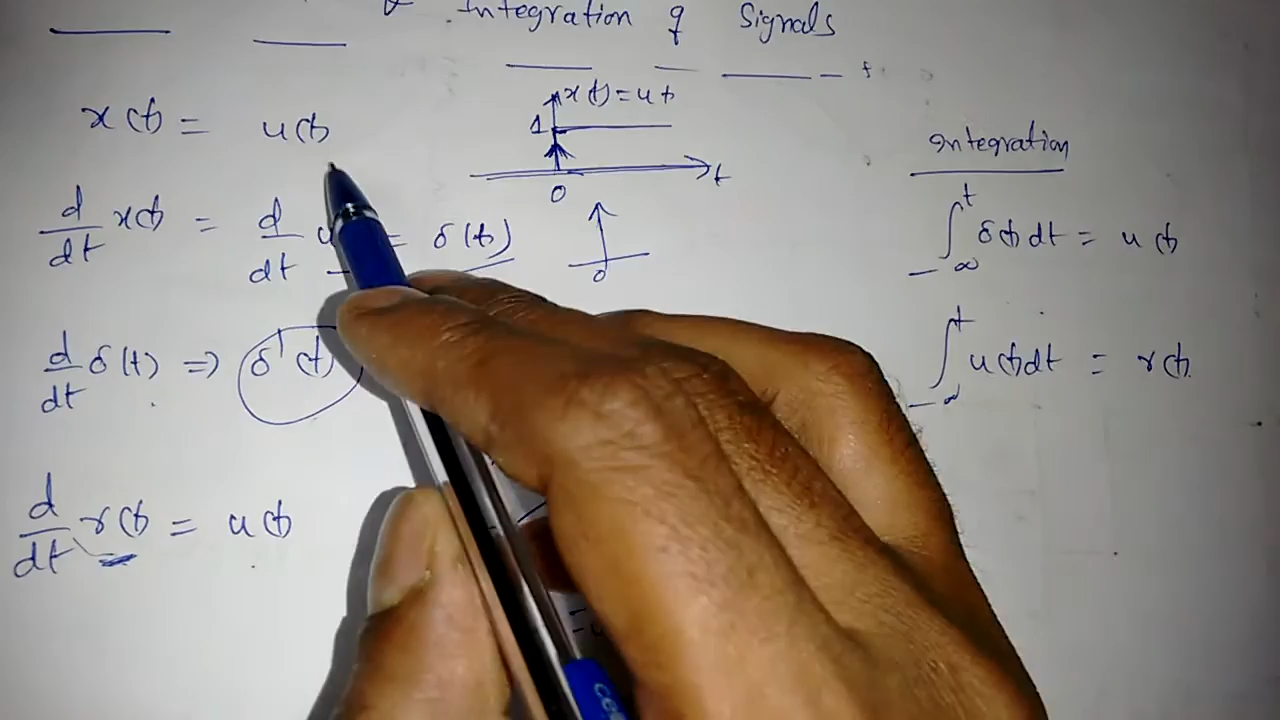 Integration of Signals
x(t) = u(t)
x(t) = u(t)
1
t
0
d/dt x(t) = d/dt u = δ(t)
0
d/dt δ(t) => δ'(t)
d/dt r(t) = u(t)
Integration
∫_{-∞}^{t} δ(t) dt = u(t)
∫_{-∞}^{t} u(t) dt = r(t)